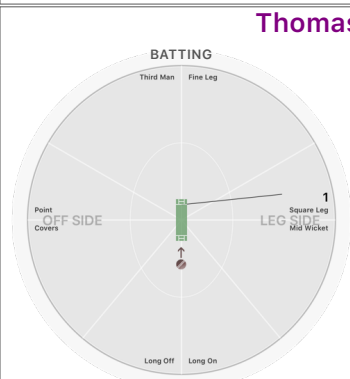 Thomas
BATTING
Third Man Fine Leg
1
Point Square Leg
OFF SIDE LEG SIDE
Covers Mid Wicket
Long Off Long On